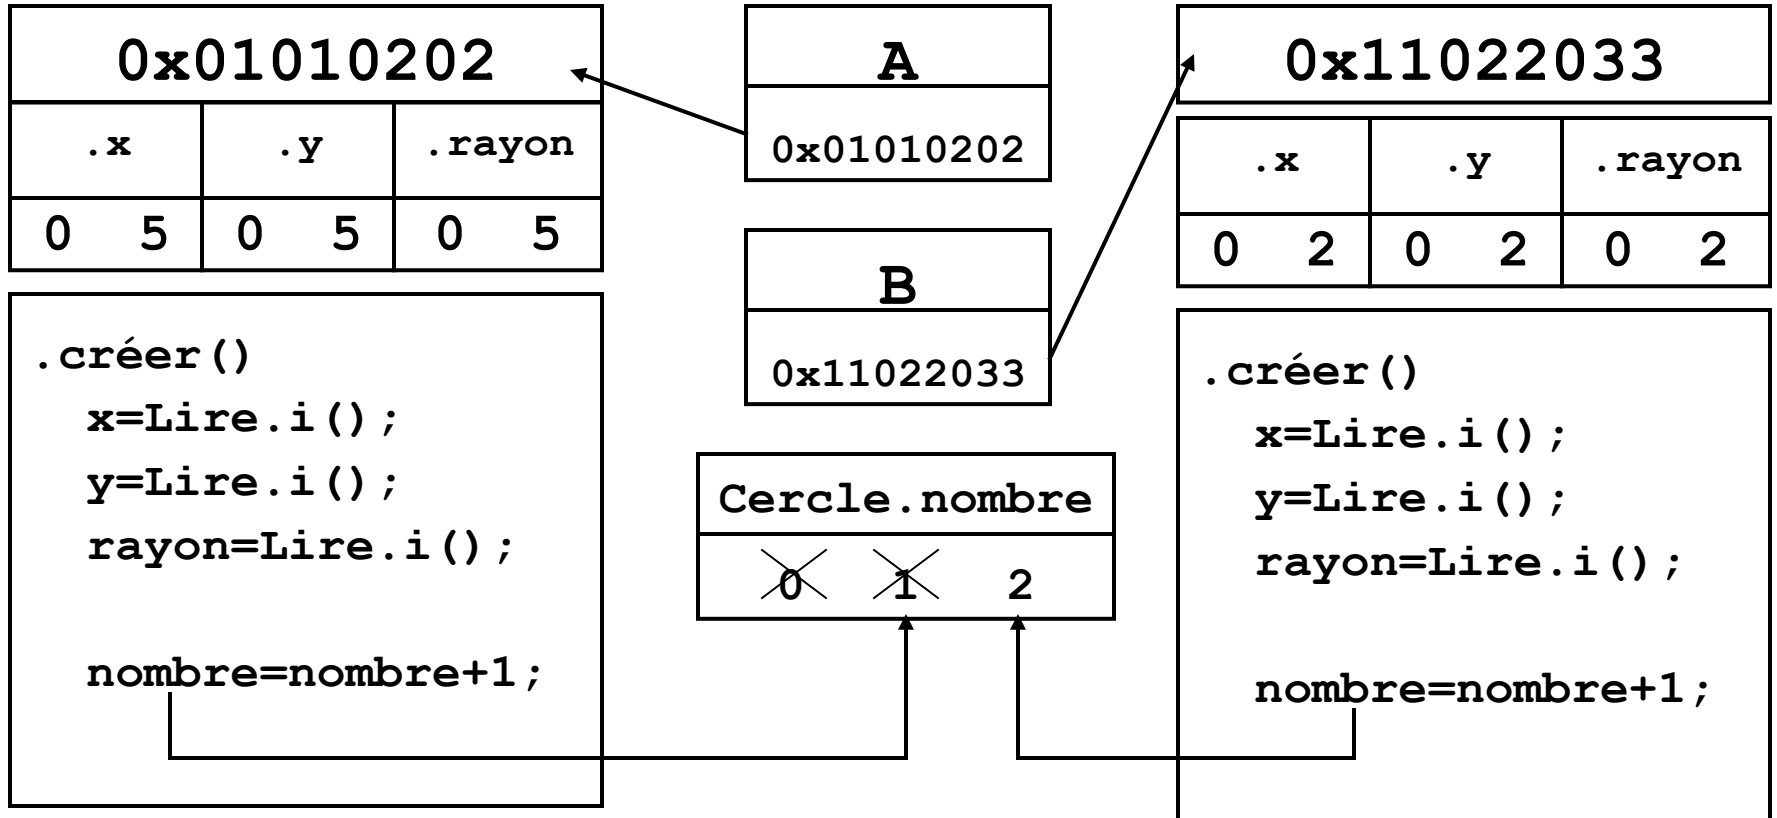 0x01010202
.x .y .rayon
0 5 0 5 0 5
.créer()
x=Lire.i();
y=Lire.i();
rayon=Lire.i();
nombre=nombre+1;
A
0x01010202
B
0x11022033
Cercle.nombre
0 1 2
0x11022033
.x .y .rayon
0 2 0 2 0 2
.créer()
x=Lire.i();
y=Lire.i();
rayon=Lire.i();
nombre=nombre+1;